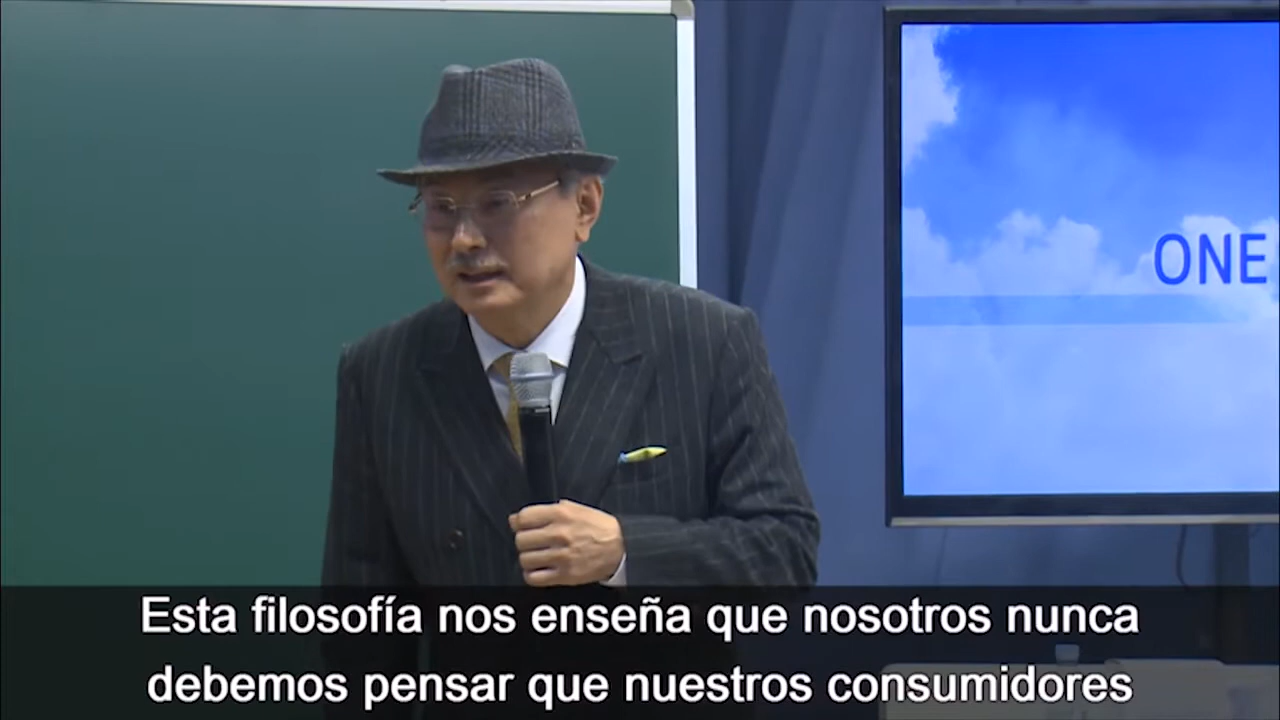 ONE
Esta filosofía nos enseña que nosotros nunca
debemos pensar que nuestros consumidores